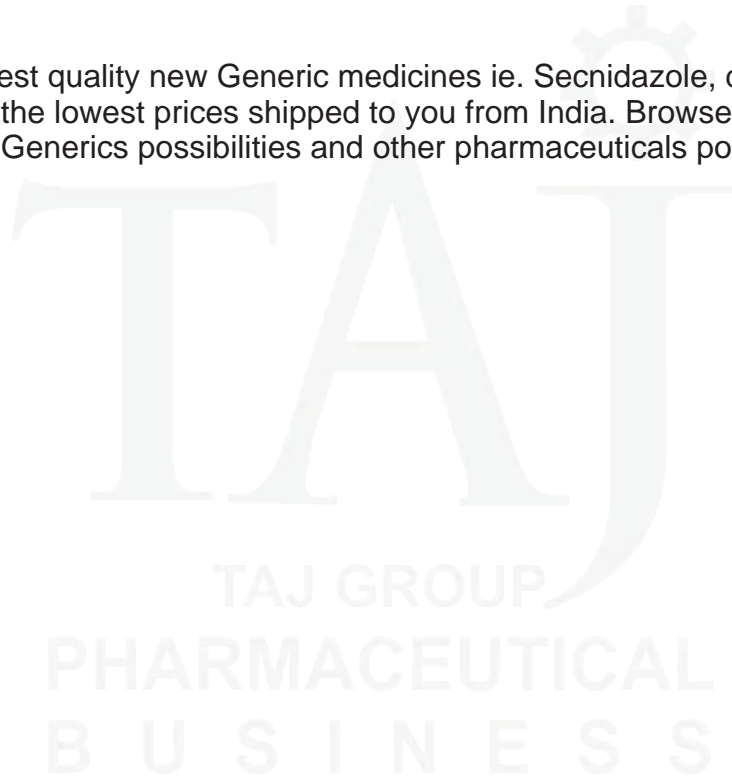 est quality new Generic medicines ie. Secnidazole,
the lowest prices shipped to you from India. Browse
Generics possibilities and other pharmaceuticals
TAJ
TAJ GROUP
PHARMACEUTICAL
BUSINESS